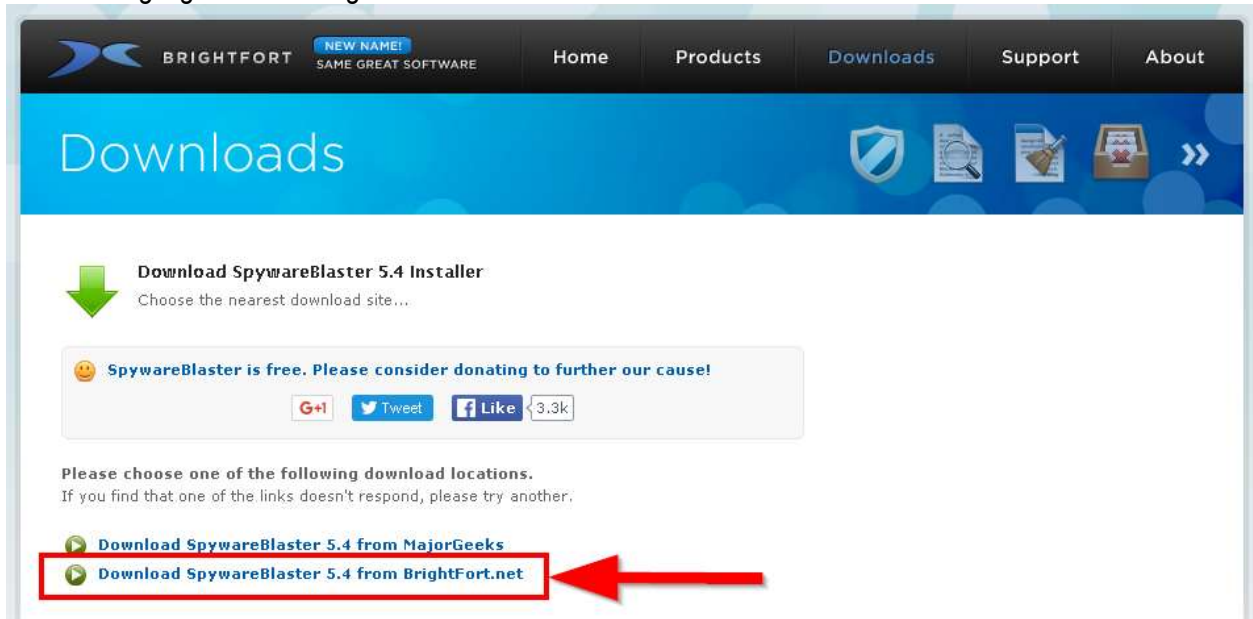 BRIGHTFORT
NEW NAME!
SAME GREAT SOFTWARE
Home
Products
Downloads
Support
About
Downloads
»
Download SpywareBlaster 5.4 Installer
Choose the nearest download site...
SpywareBlaster is free. Please consider donating to further our cause!
G+1 Tweet f Like 3.3k
Please choose one of the following download locations.
If you find that one of the links doesn't respond, please try another.
Download SpywareBlaster 5.4 from MajorGeeks
Download SpywareBlaster 5.4 from BrightFort.net